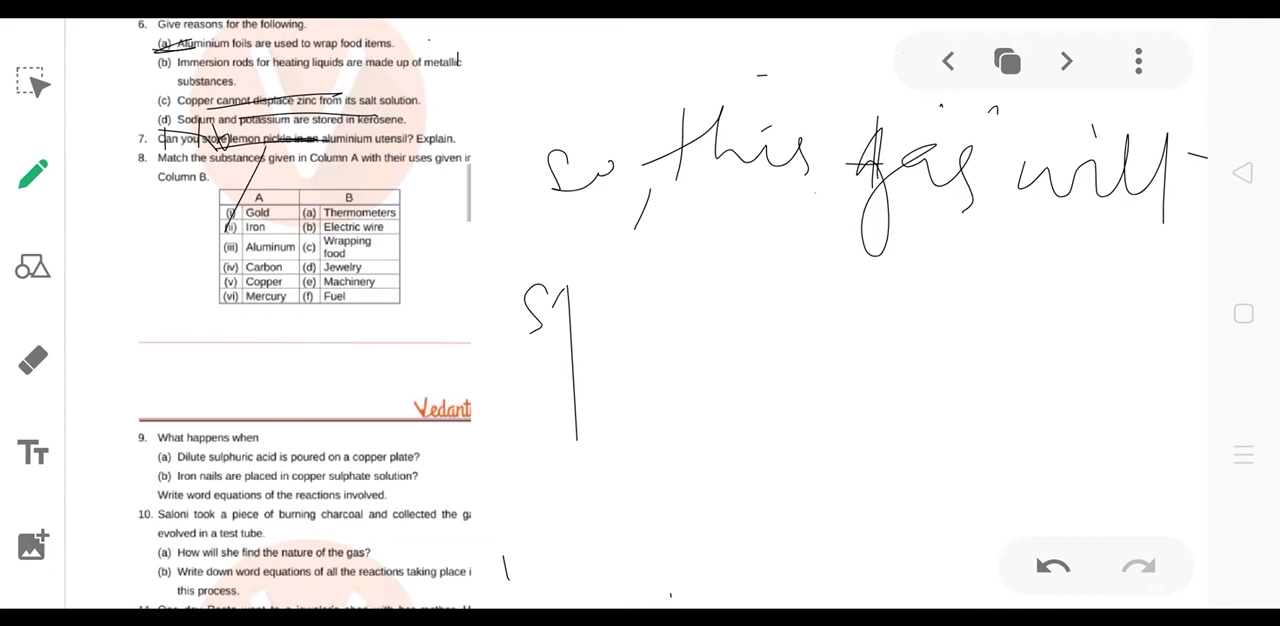 6. Give reasons for the following.
(a) Aluminium foils are used to wrap food items.
(b) Immersion rods for heating liquids are made up of metallic
substances.
(c) Copper cannot displace zinc from its salt solution.
(d) Sodium and potassium are stored in kerosene.
7. Can you store lemon pickle in an aluminium utensil? Explain.
8. Match the substances given in Column A with their uses given in
Column B.
A B
(i) Gold (a) Thermometers
(ii) Iron (b) Electric wire
(iii) Aluminum (c) Wrapping
food
(iv) Carbon (d) Jewelry
(v) Copper (e) Machinery
(vi) Mercury (f) Fuel
Vedant
9. What happens when
(a) Dilute sulphuric acid is poured on a copper plate?
(b) Iron nails are placed in copper sulphate solution?
Write word equations of the reactions involved.
10. Saloni took a piece of burning charcoal and collected the ga
evolved in a test tube.
(a) How will she find the nature of the gas?
(b) Write down word equations of all the reactions taking place i
this process.
so, this gas will
TT